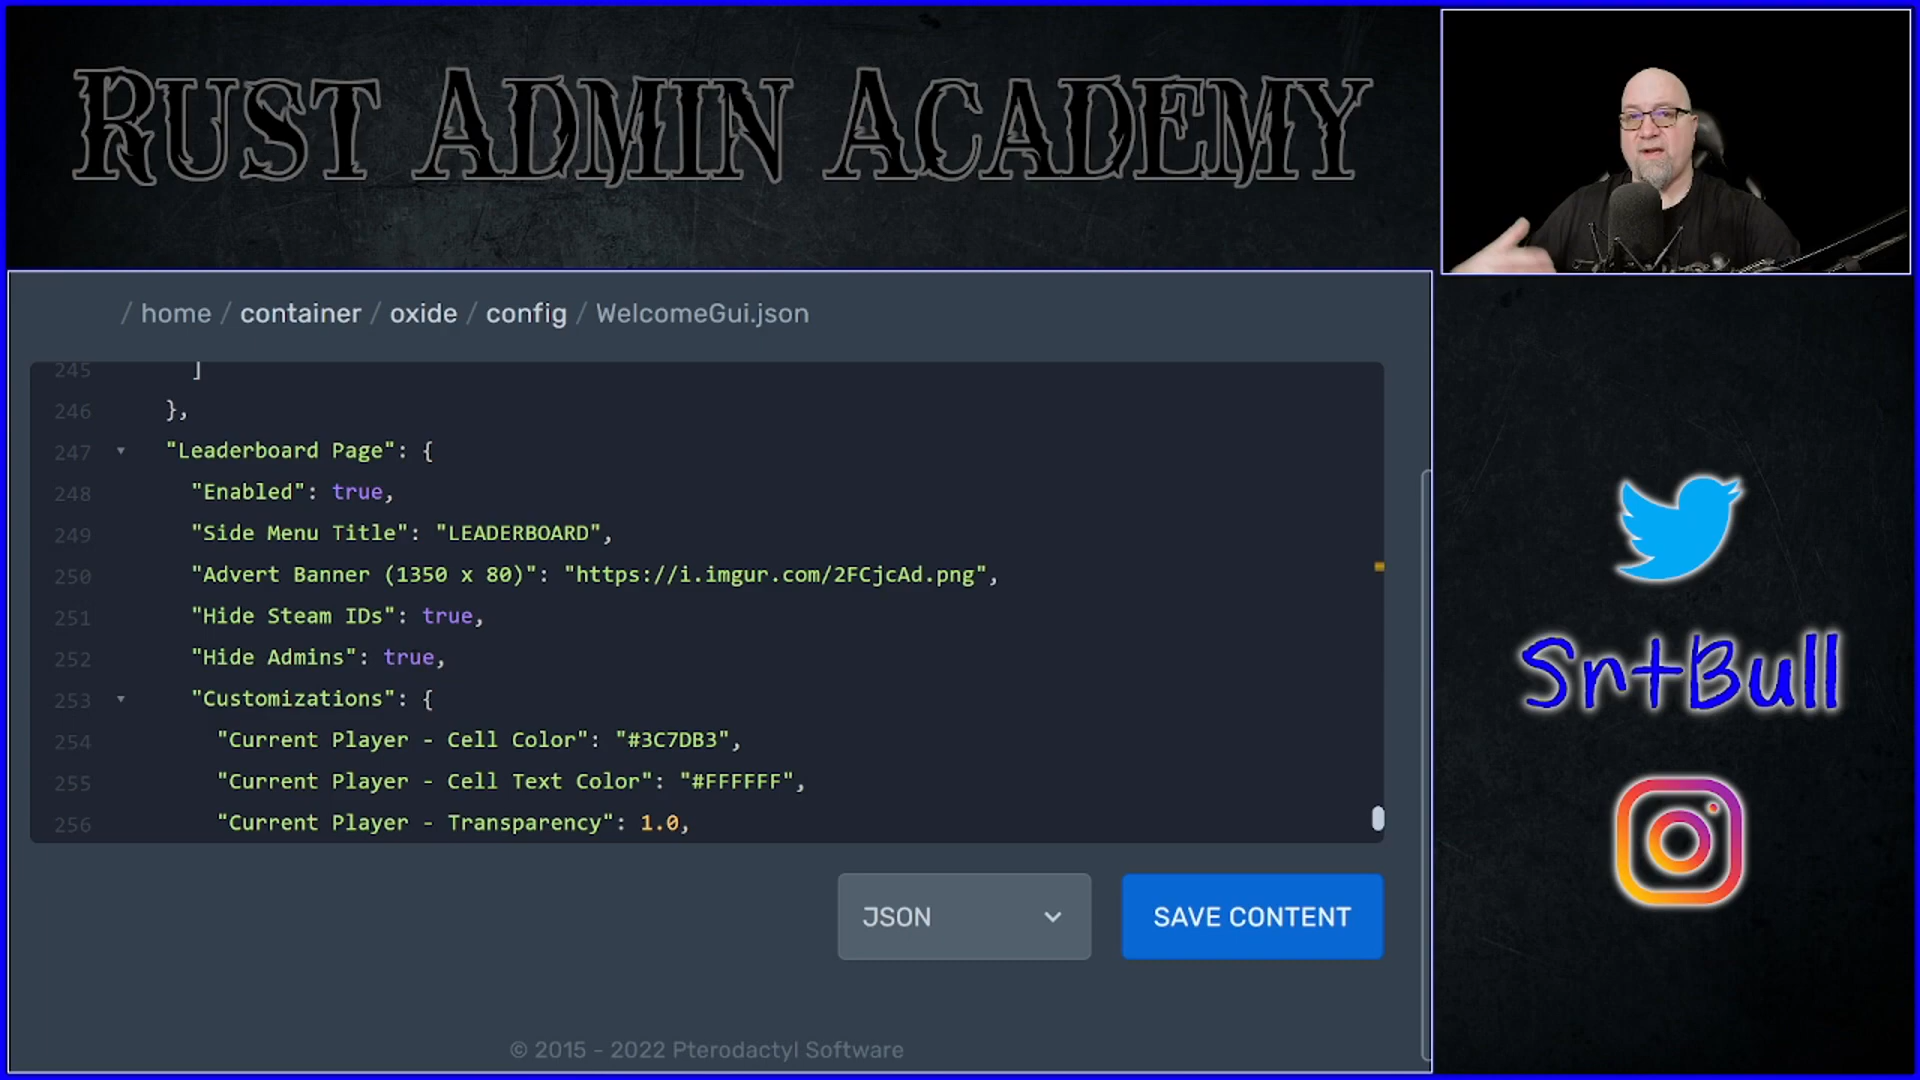 RUST ADMIN ACADEMY
/ home / container / oxide / config / WelcomeGui.json
245 ]
246 },
247 "Leaderboard Page": {
248 "Enabled": true,
249 "Side Menu Title": "LEADERBOARD",
250 "Advert Banner (1350 x 80)": "https://i.imgur.com/2FCjcAd.png",
251 "Hide Steam IDs": true,
252 "Hide Admins": true,
253 "Customizations": {
254 "Current Player - Cell Color": "#3C7DB3",
255 "Current Player - Cell Text Color": "#FFFFFF",
256 "Current Player - Transparency": 1.0,
JSON
SAVE CONTENT
© 2015 - 2022 Pterodactyl Software
SntBull